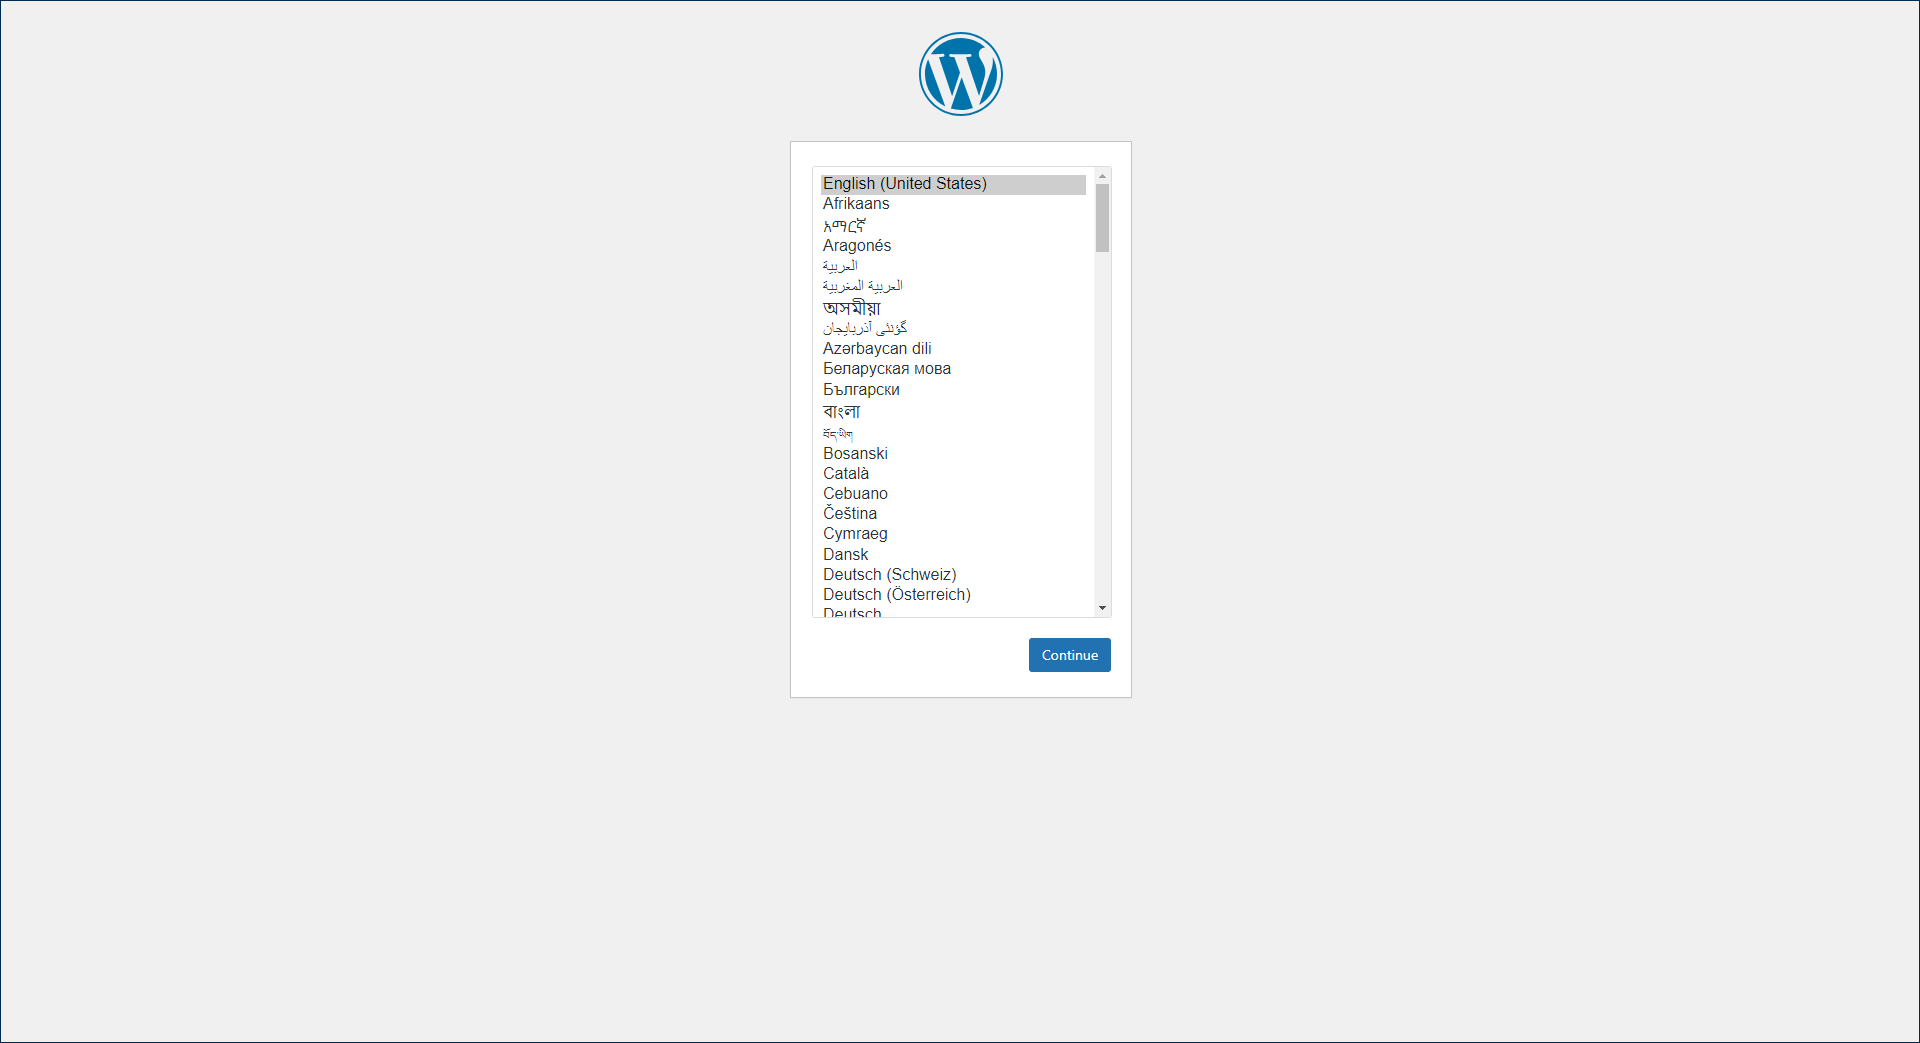 English (United States)
Afrikaans
አማርኛ
Aragonés
العربية
العربية المغربية
অসমীয়া
گؤنئی آذربایجان
Azərbaycan dili
Беларуская мова
Български
বাংলা
བོད་ཡིག
Bosanski
Català
Cebuano
Čeština
Cymraeg
Dansk
Deutsch (Schweiz)
Deutsch (Österreich)
Deutsch
Continue